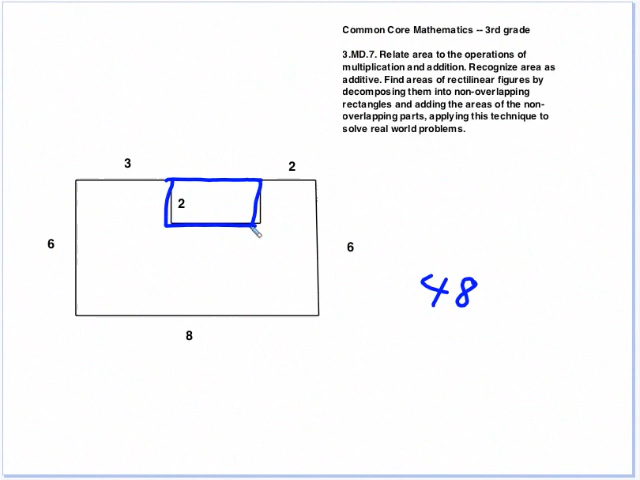 Common Core Mathematics -- 3rd grade
3.MD.7. Relate area to the operations of
multiplication and addition. Recognize area as
additive. Find areas of rectilinear figures by
decomposing them into non-overlapping
rectangles and adding the areas of the non-
overlapping parts, applying this technique to
solve real world problems.
3
2
2
6
6
48
8